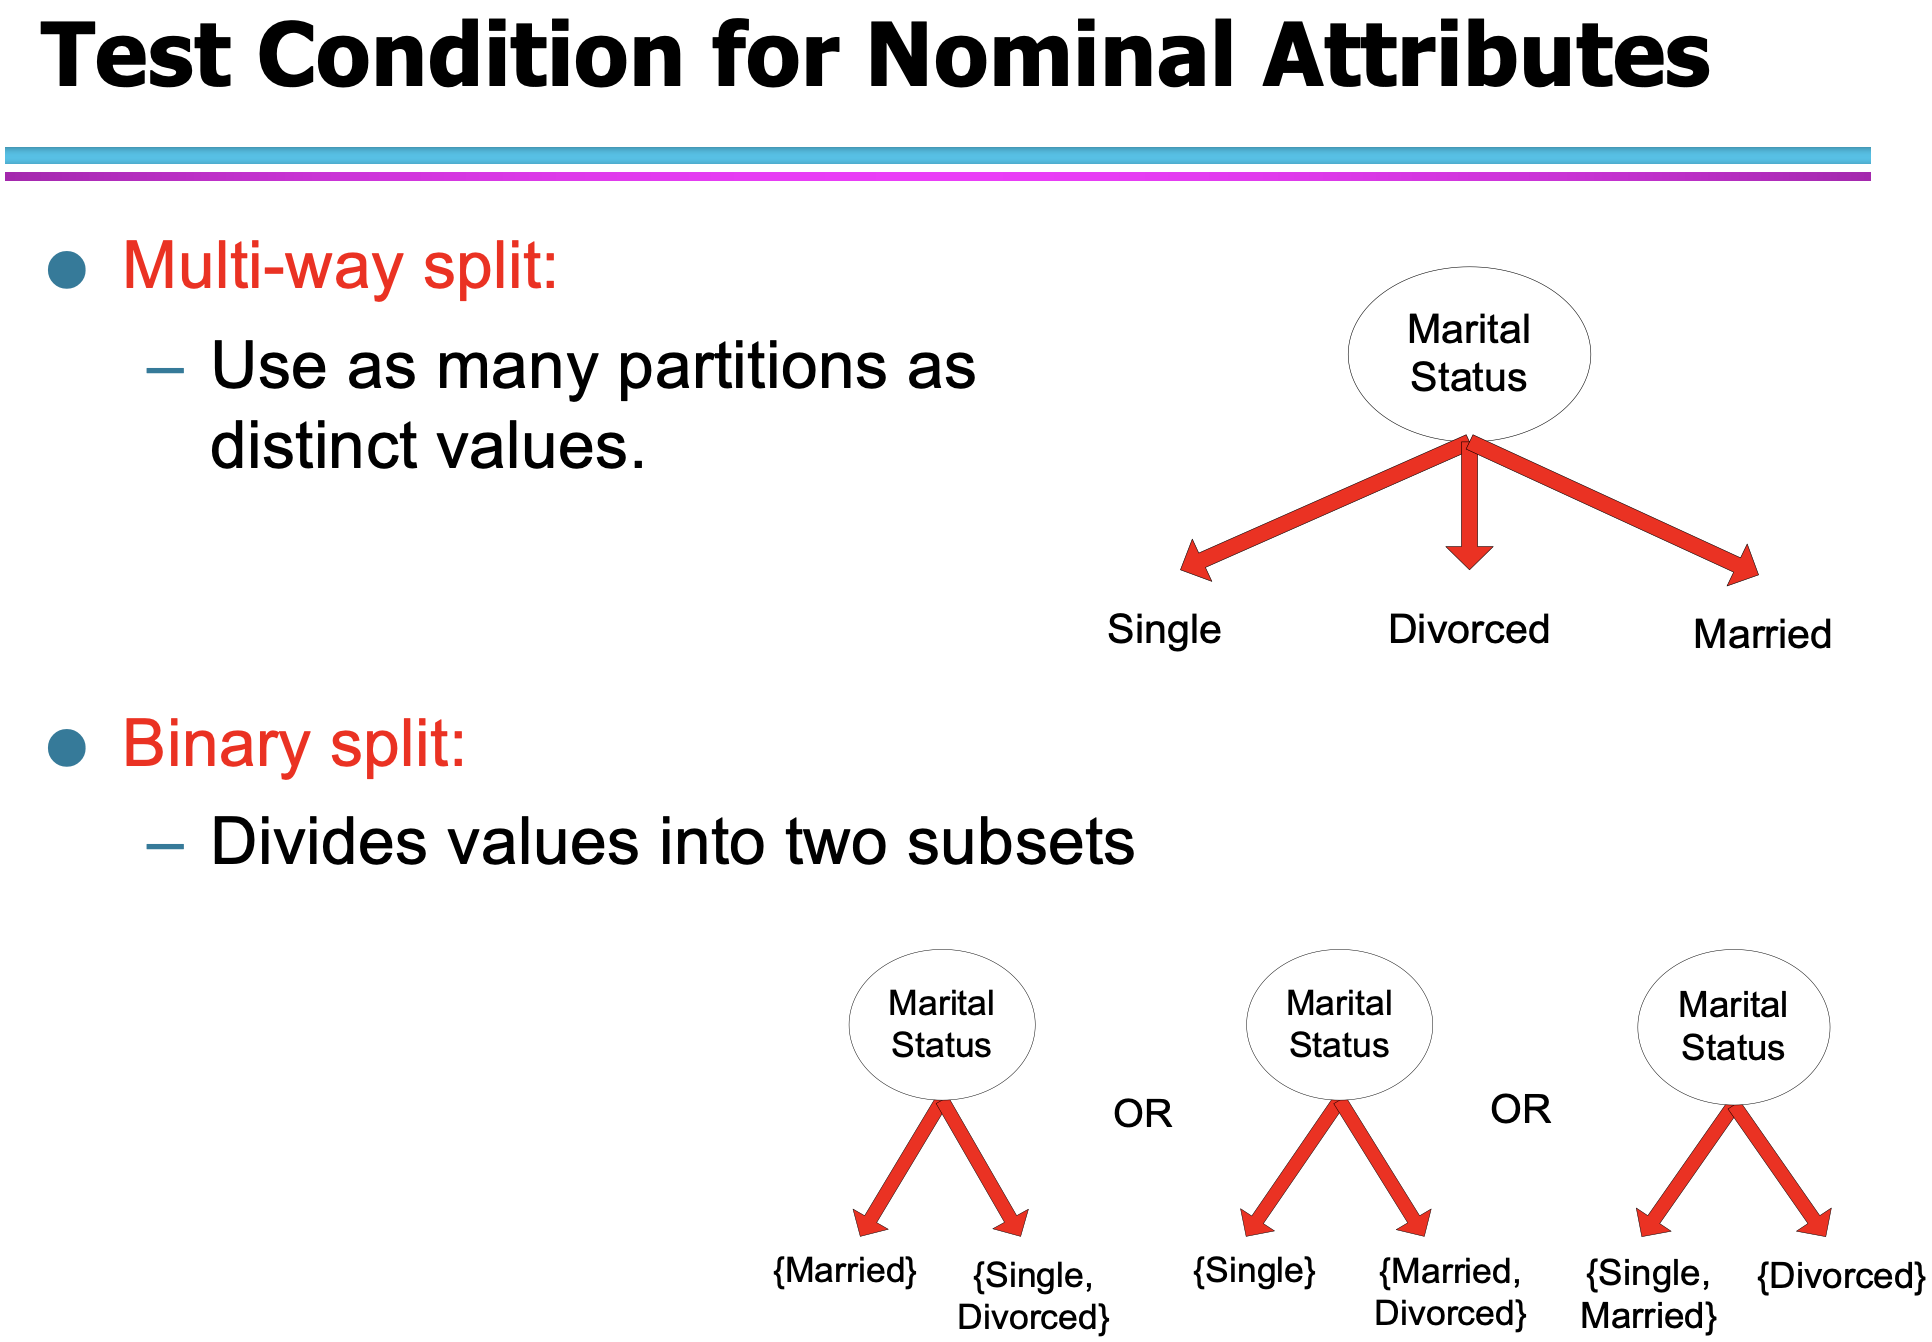 Test Condition for Nominal Attributes
Multi-way split:
– Use as many partitions as
distinct values.
Marital
Status
Single
Divorced
Married
Binary split:
– Divides values into two subsets
Marital
Status
{Married}
{Single,
Divorced}
OR
Marital
Status
{Single}
{Married,
Divorced}
OR
Marital
Status
{Single,
Married}
{Divorced}